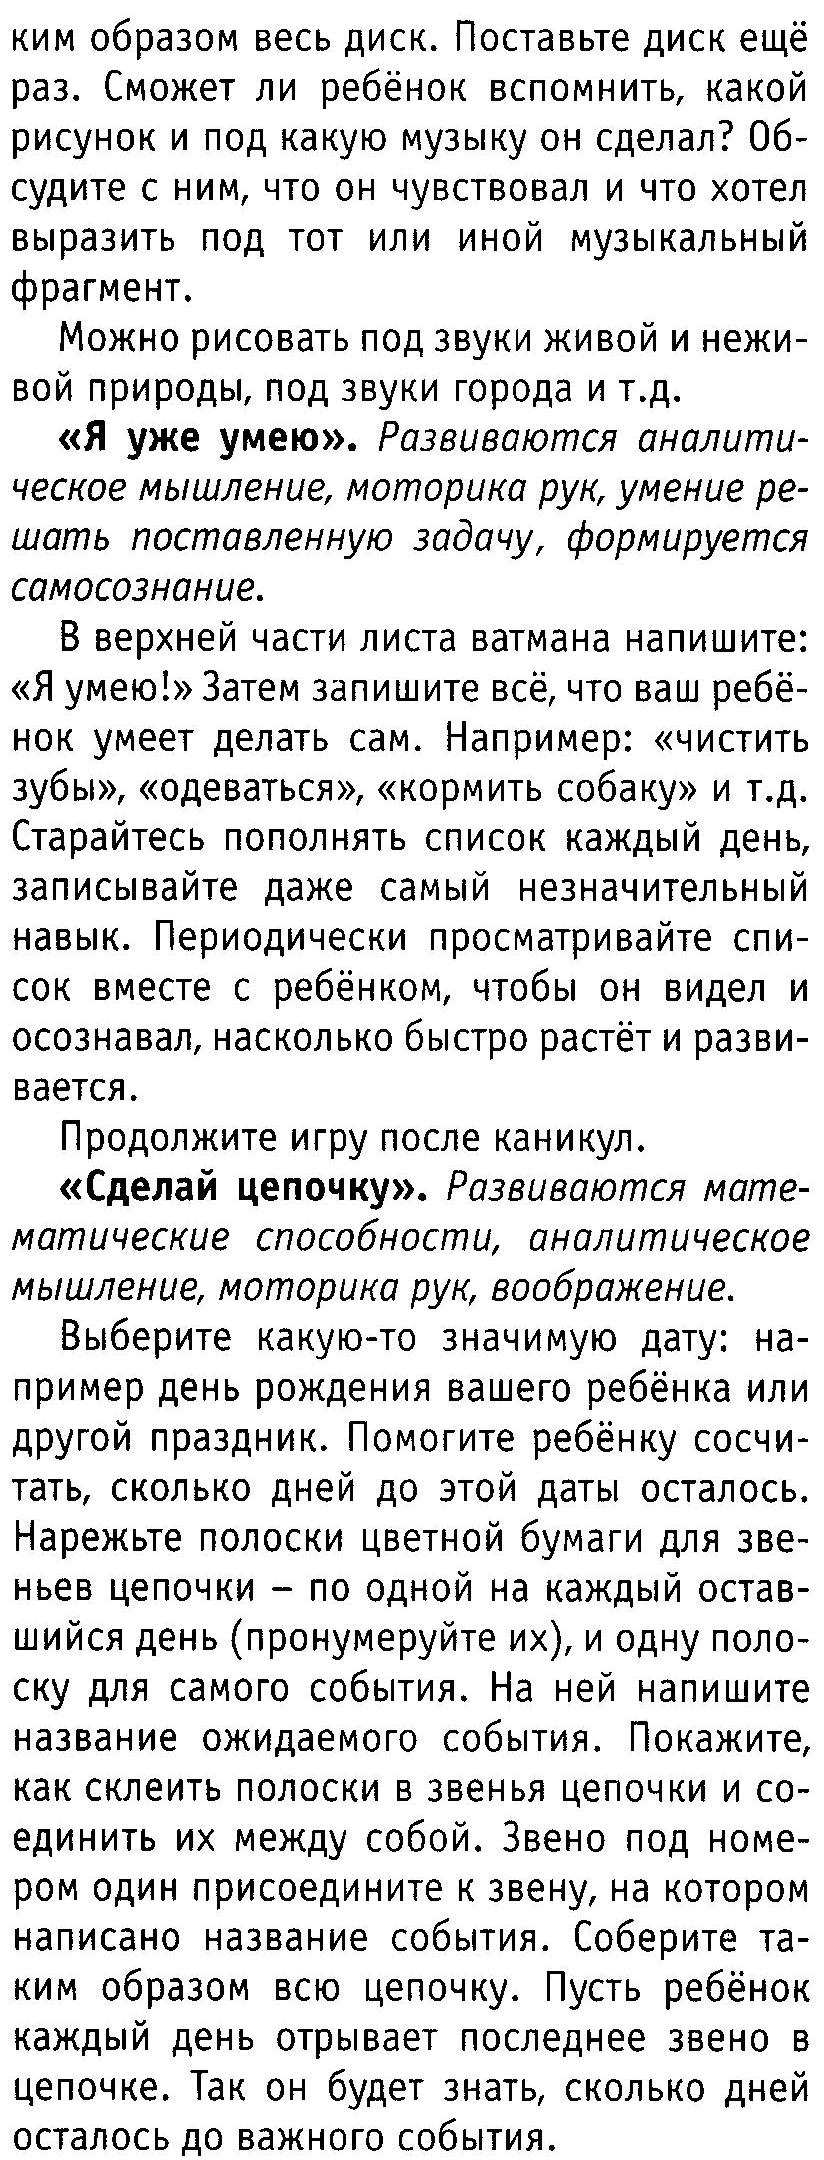 ким образом весь диск. Поставьте диск ещё
раз. Сможет ли ребёнок вспомнить, какой
рисунок и под какую музыку он сделал? Об-
судите с ним, что он чувствовал и что хотел
выразить под тот или иной музыкальный
фрагмент.
Можно рисовать под звуки живой и нежи-
вой природы, под звуки города и т.д.
«Я уже умею». Развиваются аналити-
ческое мышление, моторика рук, умение ре-
шать поставленную задачу, формируется
самосознание.
В верхней части листа ватмана напишите:
«Я умею!» Затем запишите всё, что ваш ребё-
нок умеет делать сам. Например: «чистить
зубы», «одеваться», «кормить собаку» и т.д.
Старайтесь пополнять список каждый день,
записывайте даже самый незначительный
навык. Периодически просматривайте спи-
сок вместе с ребёнком, чтобы он видел и
осознавал, насколько быстро растёт и разви-
вается.
Продолжите игру после каникул.
«Сделай цепочку». Развиваются мате-
матические способности, аналитическое
мышление, моторика рук, воображение.
Выберите какую-то значимую дату: на-
пример день рождения вашего ребёнка или
другой праздник. Помогите ребёнку сосчи-
тать, сколько дней до этой даты осталось.
Нарежьте полоски цветной бумаги для зве-
ньев цепочки – по одной на каждый остав-
шийся день (пронумеруйте их), и одну поло-
ску для самого события. На ней напишите
название ожидаемого события. Покажите,
как склеить полоски в звенья цепочки и со-
единить их между собой. Звено под номе-
ром один присоедините к звену, на котором
написано название события. Соберите та-
ким образом всю цепочку. Пусть ребёнок
каждый день отрывает последнее звено в
цепочке. Так он будет знать, сколько дней
осталось до важного события.